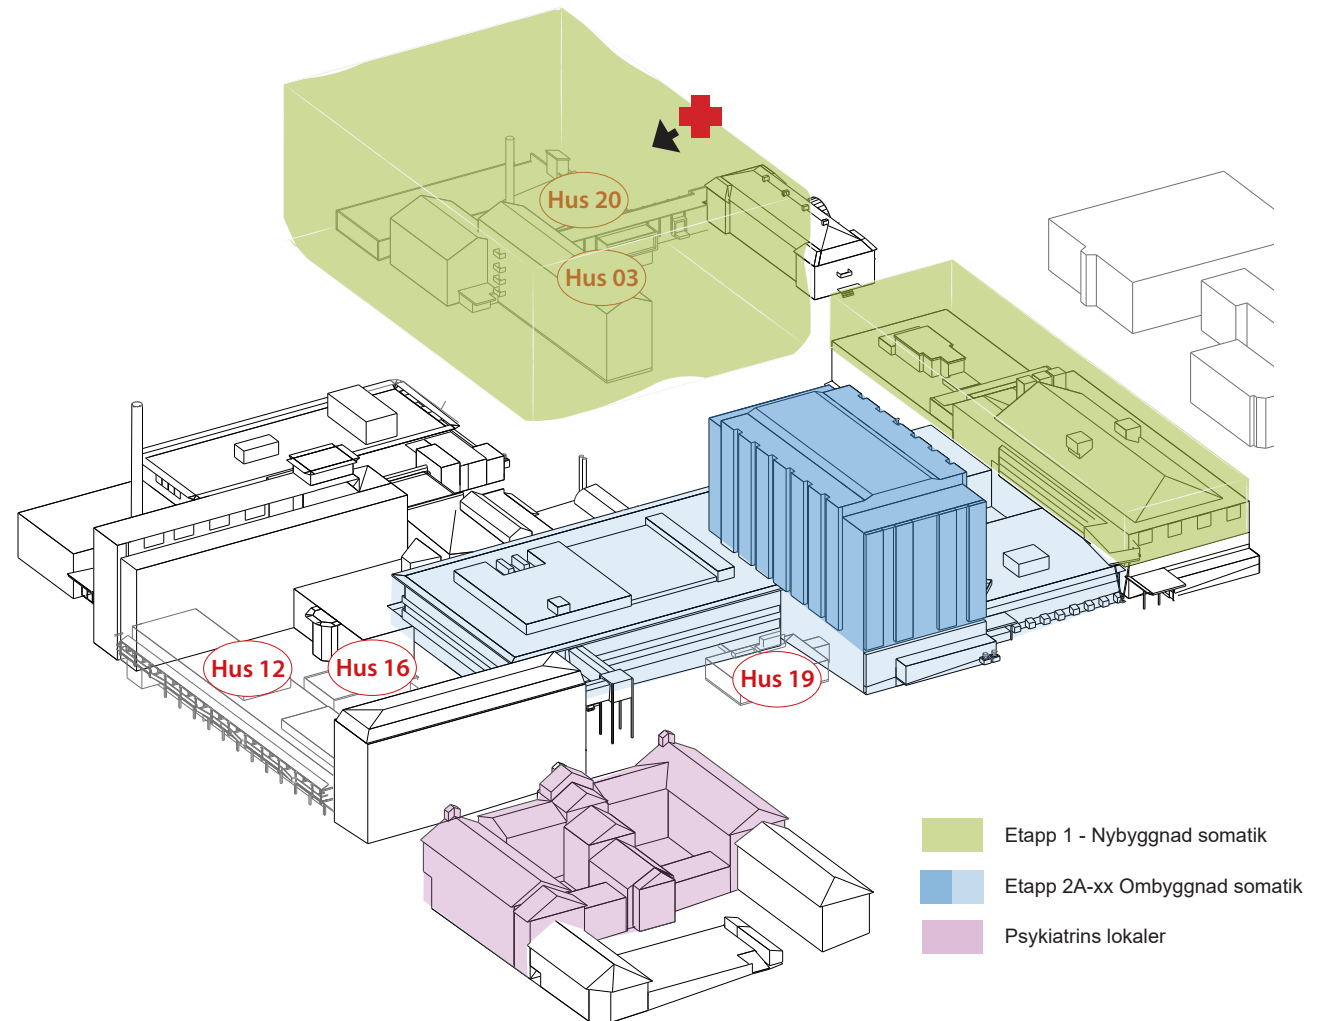 Hus 20
Hus 03
Hus 12
Hus 16
Hus 19
Etapp 1 - Nybyggnad somatik
Etapp 2A-xx Ombyggnad somatik
Psykiatrins lokaler